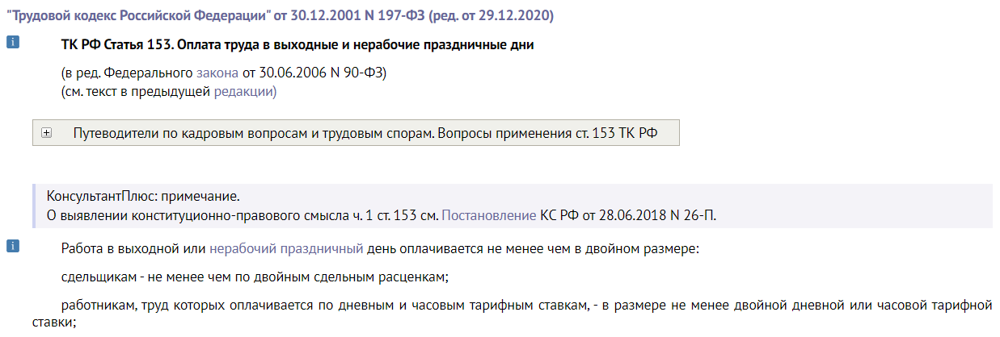 "Трудовой кодекс Российской Федерации" от 30.12.2001 N 197-ФЗ (ред. от 29.12.2020)
ТК РФ Статья 153. Оплата труда в выходные и нерабочие праздничные дни
(в ред. Федерального закона от 30.06.2006 N 90-ФЗ)
(см. текст в предыдущей редакции)
Путеводители по кадровым вопросам и трудовым спорам. Вопросы применения ст. 153 ТК РФ
КонсультантПлюс: примечание.
О выявлении конституционно-правового смысла ч. 1 ст. 153 см. Постановление КС РФ от 28.06.2018 N 26-П.
Работа в выходной или нерабочий праздничный день оплачивается не менее чем в двойном размере:
сдельщикам - не менее чем по двойным сдельным расценкам;
работникам, труд которых оплачивается по дневным и часовым тарифным ставкам, - в размере не менее двойной дневной или часовой тарифной
ставки;